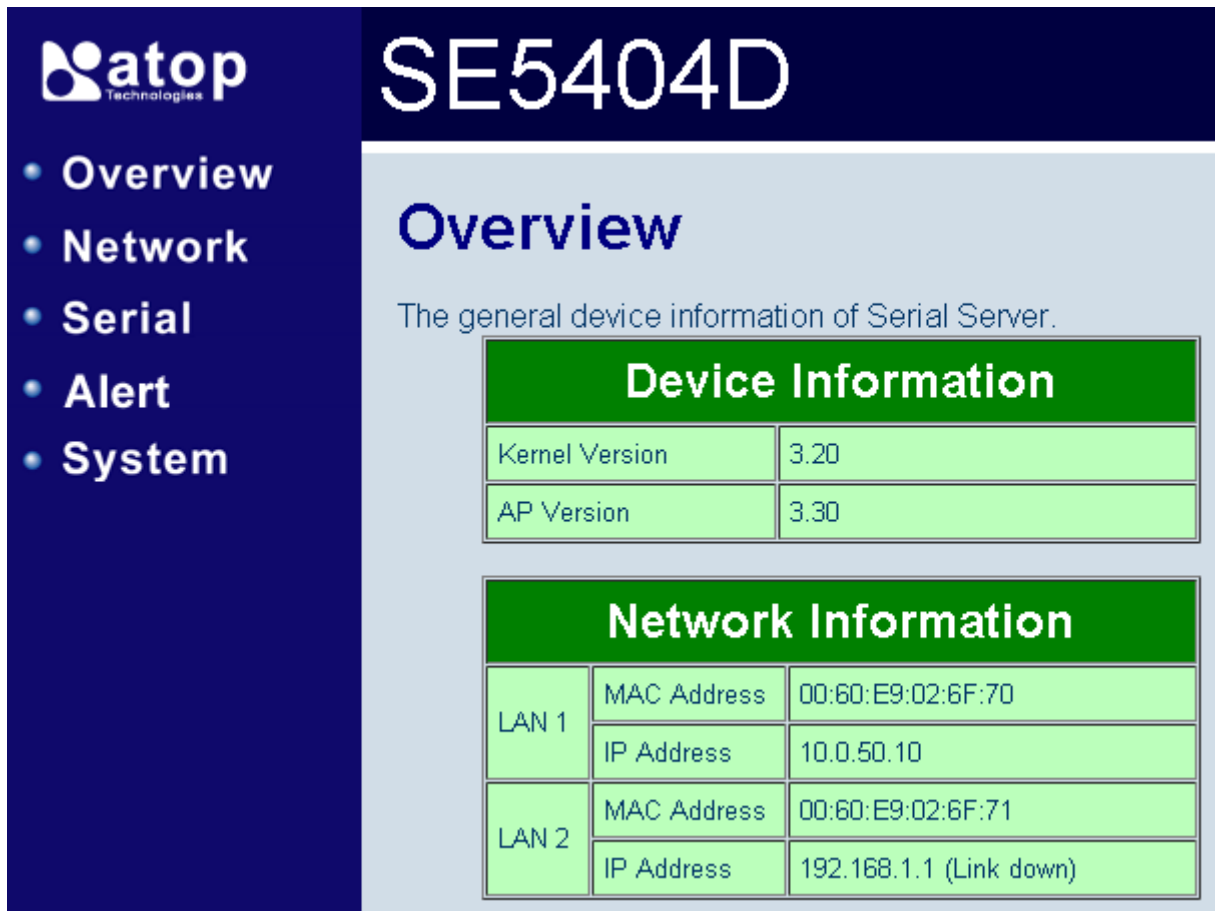 atop
Technologies
SE5404D
Overview
Network
Serial
Alert
System
Overview
The general device information of Serial Server.
Device Information
Kernel Version 3.20
AP Version 3.30
Network Information
LAN 1
MAC Address 00:60:E9:02:6F:70
IP Address 10.0.50.10
LAN 2
MAC Address 00:60:E9:02:6F:71
IP Address 192.168.1.1 (Link down)